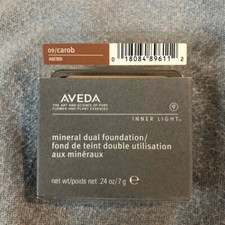 09/carob
0 18084 89611 2
AVEDA
THE ART AND SCIENCE OF PURE
FLOWER AND PLANT ESSENCES
INNER LIGHT™
mineral dual foundation/
fond de teint double utilisation
aux minéraux
net wt/poids net .24 oz/7 g